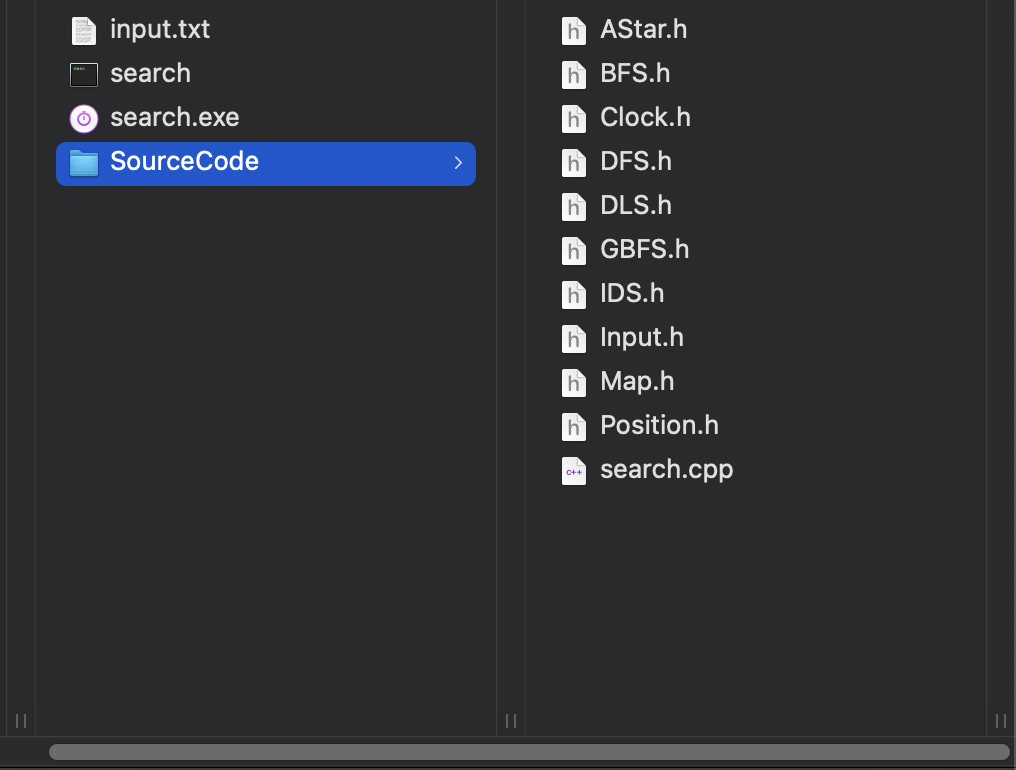 input.txt
search
search.exe
SourceCode
AStar.h
BFS.h
Clock.h
DFS.h
DLS.h
GBFS.h
IDS.h
Input.h
Map.h
Position.h
search.cpp